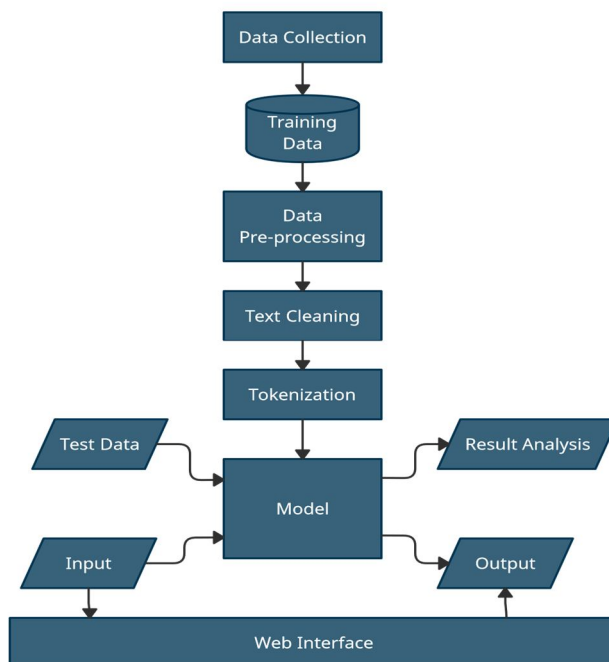 Data Collection
Training
Data
Data
Pre-processing
Text Cleaning
Tokenization
Test Data
Result Analysis
Model
Input
Output
Web Interface